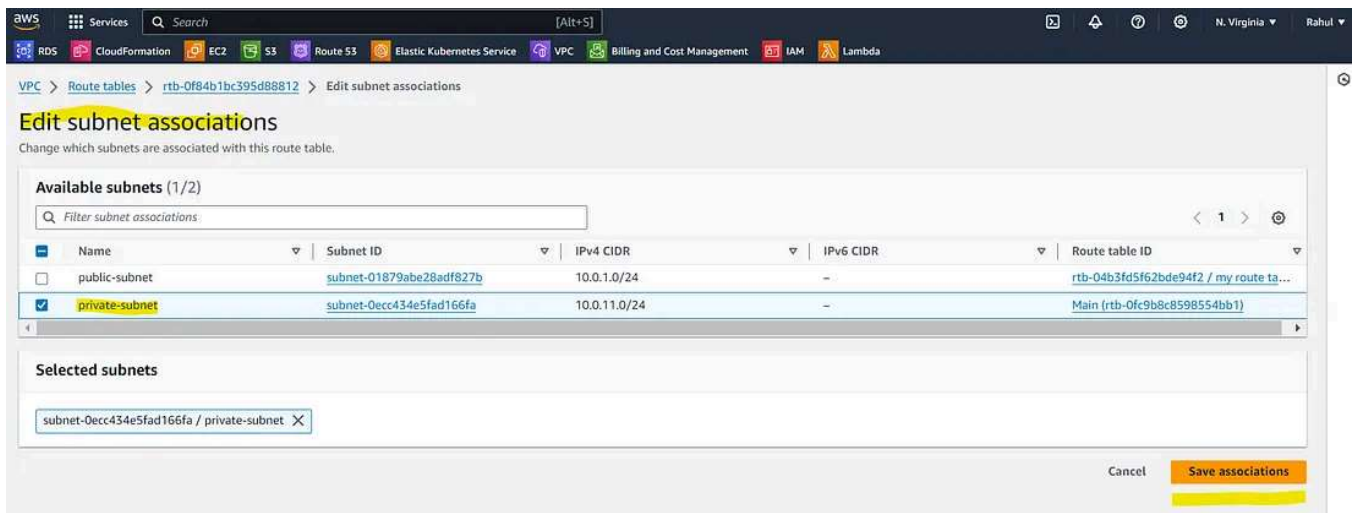 aws Services Search [Alt+S] N. Virginia Rahul
RDS CloudFormation EC2 S3 Route 53 Elastic Kubernetes Service VPC Billing and Cost Management IAM Lambda
VPC > Route tables > rtb-0f84b1bc395d88812 > Edit subnet associations
Edit subnet associations
Change which subnets are associated with this route table.
Available subnets (1/2)
Filter subnet associations
< 1 >
Name Subnet ID IPv4 CIDR IPv6 CIDR Route table ID
public-subnet subnet-01879abe28adf827b 10.0.1.0/24 – rtb-04b3fd5f62bde94f2 / my route ta...
private-subnet subnet-0ecc434e5fad166fa 10.0.11.0/24 – Main (rtb-0fc9b8c8598554bb1)
Selected subnets
subnet-0ecc434e5fad166fa / private-subnet X
Cancel Save associations